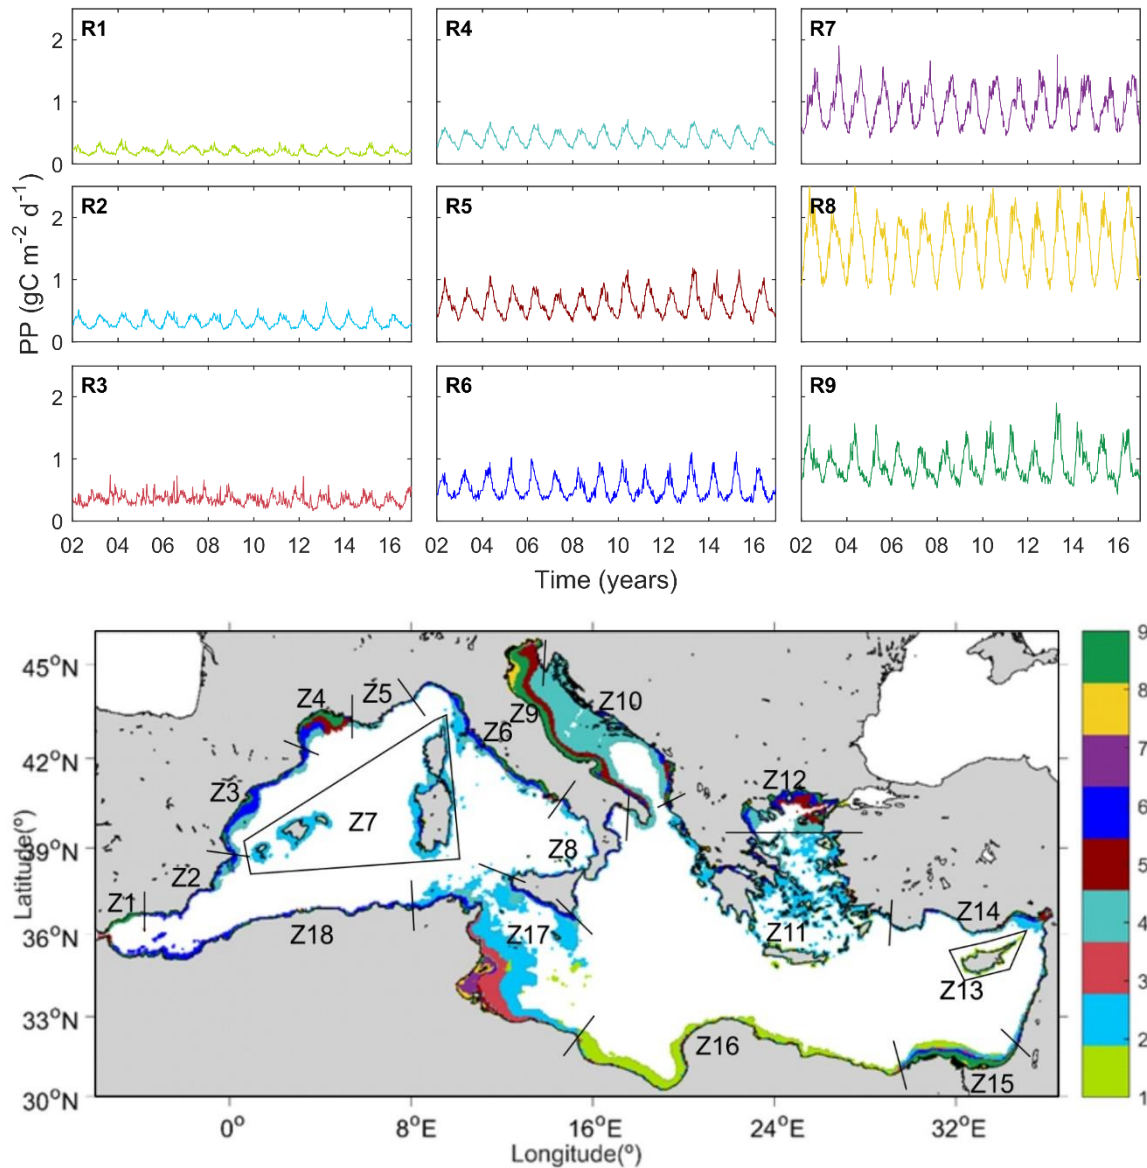 R1
R4
R7
2
1
0
R2
R5
R8
2
1
0
PP (gC m⁻² d⁻¹)
R3
R6
R9
2
1
0
02 04 06 08 10 12 14 16
02 04 06 08 10 12 14 16
02 04 06 08 10 12 14 16
Time (years)
45°N
42°N
39°N
36°N
33°N
30°N
Latitude(º)
Z4
Z5
Z9
Z10
Z6
Z3
Z12
Z7
Z8
Z2
Z1
Z18
Z17
Z11
Z14
Z13
Z16
Z15
9
8
7
6
5
4
3
2
1
0° 8°E 16°E 24°E 32°E
Longitude(º)